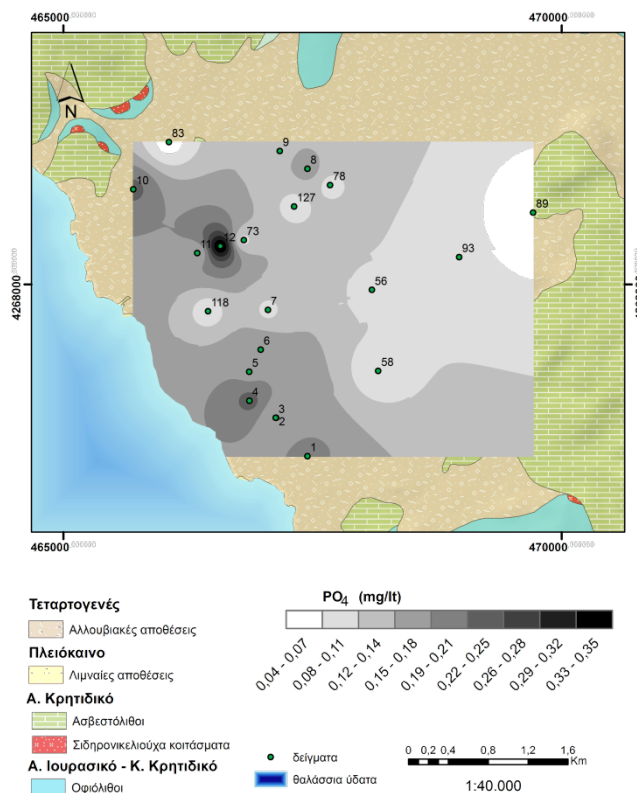 465000
470000
N
83
9
8
78
10
127
89
12
73
11
93
4268000
56
118
7
6
5
58
4
3
2
1
465000
470000
Τεταρτογενές
Αλλουβιακές αποθέσεις
Πλειόκαινο
Λιμναίες αποθέσεις
Α. Κρητιδικό
Ασβεστόλιθοι
Σιδηρονικελιούχα κοιτάσματα
Α. Ιουρασικό - Κ. Κρητιδικό
Οφιόλιθοι
PO4 (mg/lt)
0,04 - 0,07
0,08 - 0,11
0,12 - 0,14
0,15 - 0,18
0,19 - 0,21
0,22 - 0,25
0,26 - 0,28
0,29 - 0,32
0,33 - 0,35
δείγματα
θαλάσσια ύδατα
0 0,2 0,4 0,8 1,2 1,6
Km
1:40.000